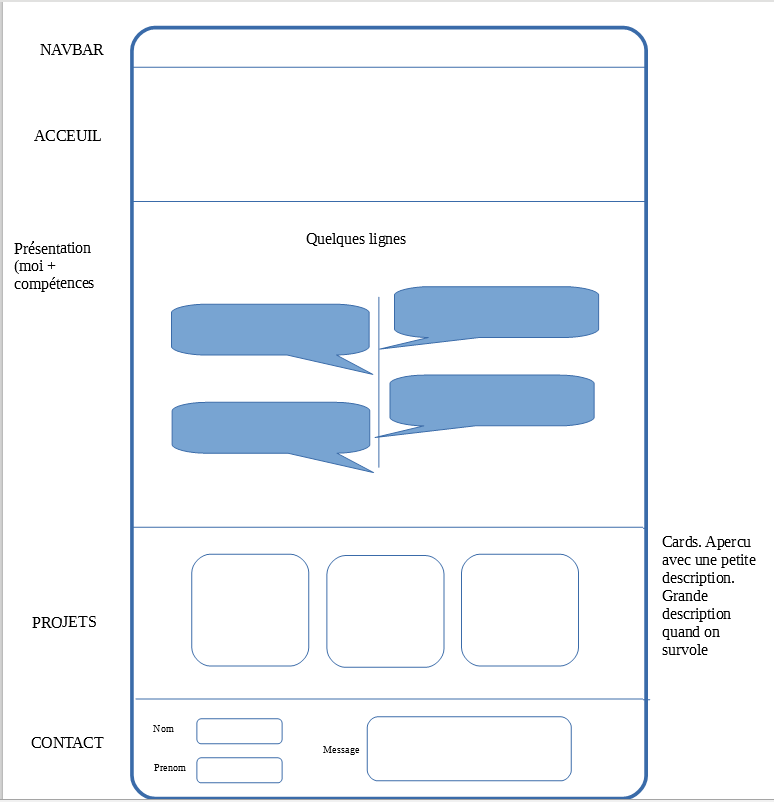 NAVBAR
ACCEUIL
Présentation
(moi +
compétences
Quelques lignes
Cards. Apercu
avec une petite
description.
Grande
description
quand on
survole
PROJETS
CONTACT
Nom
Prenom
Message